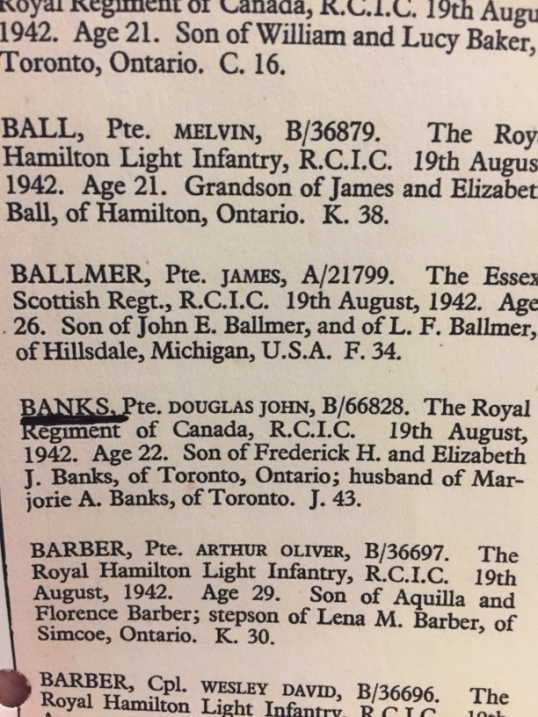 Royal Regiment of Canada, R.C.I.C. 19th Augu
1942. Age 21. Son of William and Lucy Baker,
Toronto, Ontario. C. 16.
BALL, Pte. MELVIN, B/36879. The Roy
Hamilton Light Infantry, R.C.I.C. 19th Augus
1942. Age 21. Grandson of James and Elizabet
Ball, of Hamilton, Ontario. K. 38.
BALLMER, Pte. JAMES, A/21799. The Essex
Scottish Regt., R.C.I.C. 19th August, 1942. Age
26. Son of John E. Ballmer, and of L. F. Ballmer,
of Hillsdale, Michigan, U.S.A. F. 34.
BANKS, Pte. DOUGLAS JOHN, B/66828. The Royal
Regiment of Canada, R.C.I.C. 19th August,
1942. Age 22. Son of Frederick H. and Elizabeth
J. Banks, of Toronto, Ontario; husband of Mar-
jorie A. Banks, of Toronto. J. 43.
BARBER, Pte. ARTHUR OLIVER, B/36697. The
Royal Hamilton Light Infantry, R.C.I.C. 19th
August, 1942. Age 29. Son of Aquilla and
Florence Barber; stepson of Lena M. Barber, of
Simcoe, Ontario. K. 30.
BARBER, Cpl. WESLEY DAVID, B/36696. The
Royal Hamilton Light Infantry, R.C.I.C. 19th